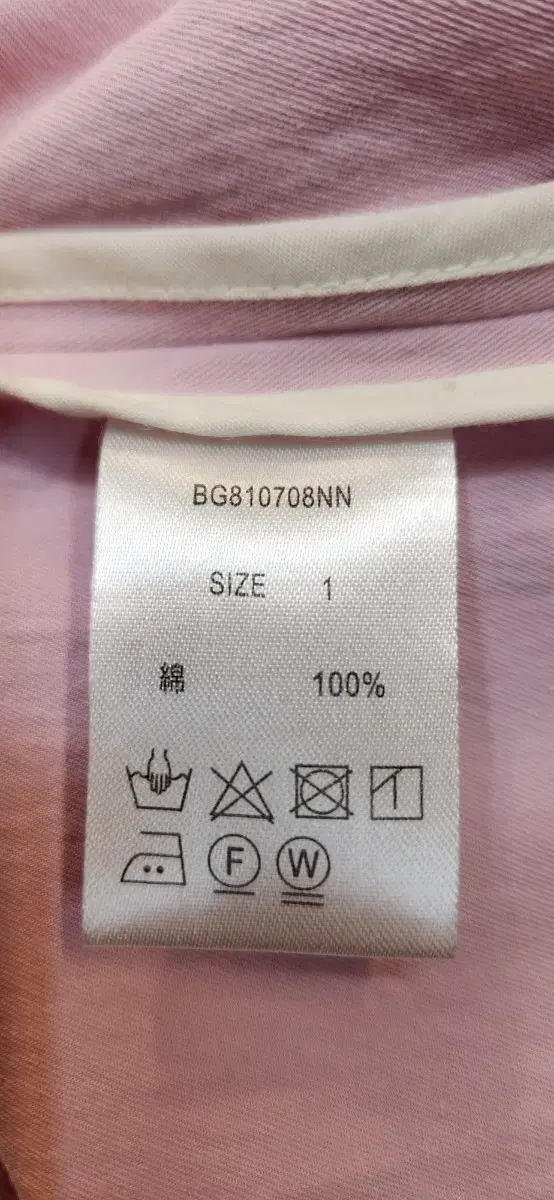 BG810708NN
SIZE 1
綿 100%
F W